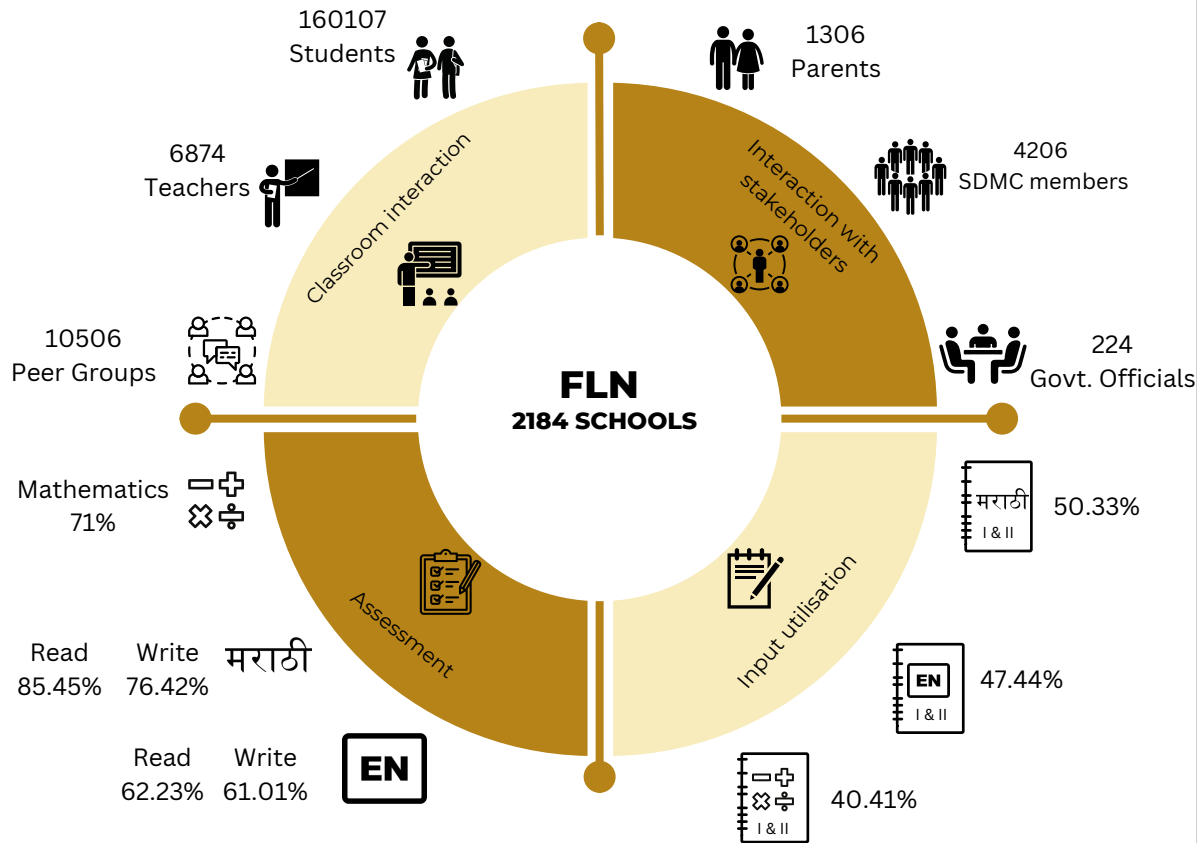 160107
Students
6874
Teachers
10506
Peer Groups
Classroom interaction
1306
Parents
4206
SDMC members
224
Govt. Officials
Interaction with
stakeholders
FLN
2184 SCHOOLS
Mathematics
71%
Read Write मराठी
85.45% 76.42%
Read Write EN
62.23% 61.01%
Assessment
मराठी
I & II
50.33%
EN
I & II
47.44%
I & II
40.41%
Input utilisation